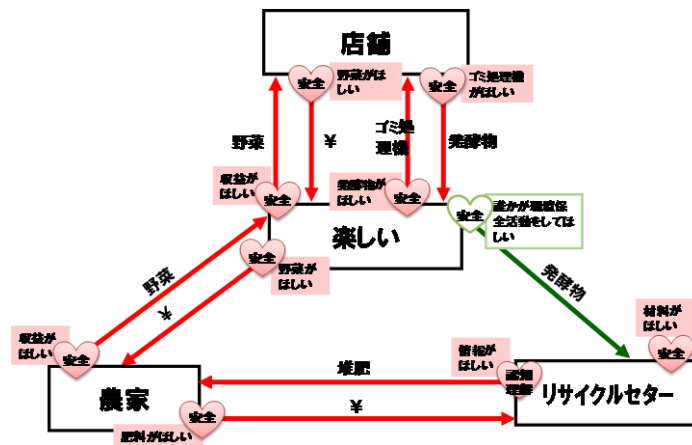 店舗
安全
野菜がほ
しい
安全
ゴミ処理機
がほしい
野菜
¥
ゴミ処
理機
発酵物
収益が
ほしい
安全
発酵物が
ほしい
安全
安全
誰かが環境保
全活動をしてほ
しい
楽しい
安全
野菜が
ほしい
野菜
¥
発酵物
収益が
ほしい
安全
材料が
ほしい
安全
農家
堆肥
情報が
ほしい
認知
理解
リサイクルセター
安全
肥料がほしい
¥